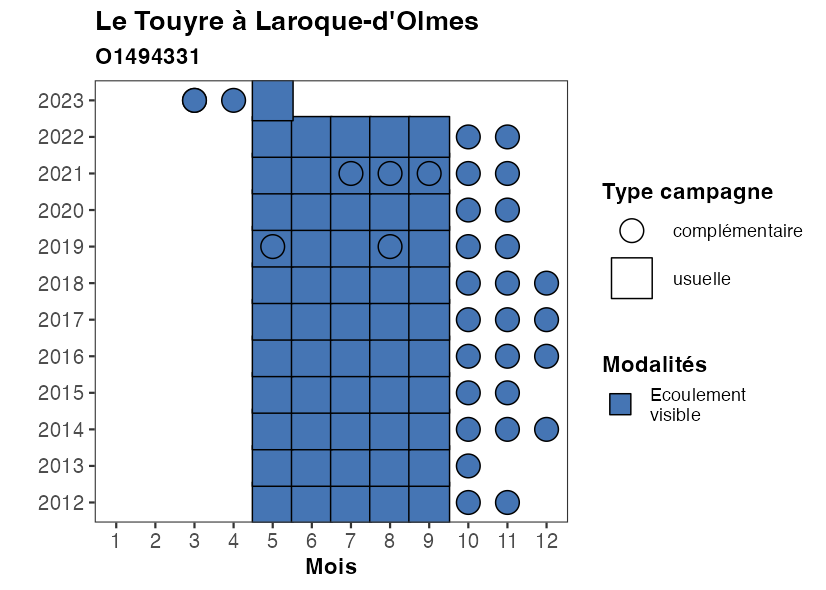 Le Touyre à Laroque-d'Olmes
O1494331
2023
2022
2021
2020
2019
2018
2017
2016
2015
2014
2013
2012
1 2 3 4 5 6 7 8 9 10 11 12
Mois
Type campagne
complémentaire
usuelle
Modalités
Ecoulement
visible